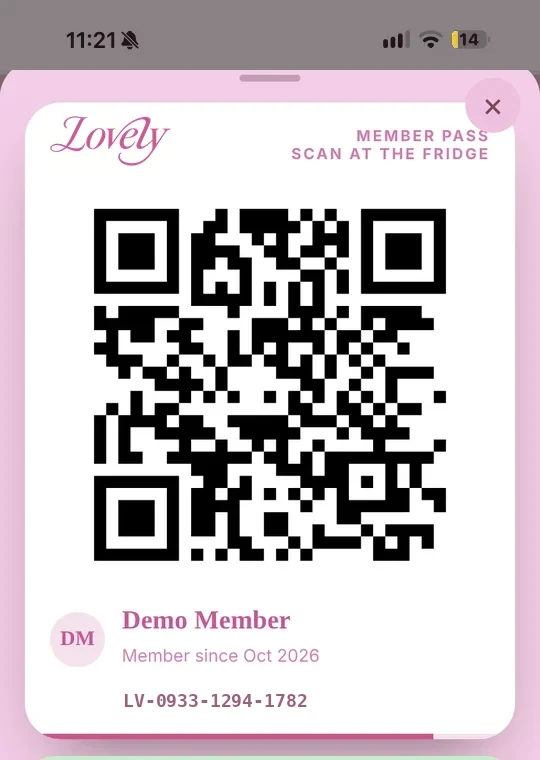 11:21
14
Lovely
MEMBER PASS
SCAN AT THE FRIDGE
DM
Demo Member
Member since Oct 2026
LV-0933-1294-1782